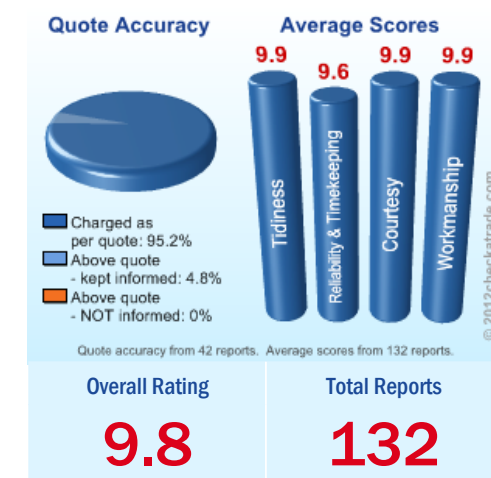 Quote Accuracy
Average Scores
9.9
9.6
9.9
9.9
Tidiness
Reliability & Timekeeping
Courtesy
Workmanship
Charged as
per quote: 95.2%
Above quote
- kept informed: 4.8%
Above quote
- NOT informed: 0%
© 2012checkatrade.com
Quote accuracy from 42 reports. Average scores from 132 reports.
Overall Rating
Total Reports
9.8
132